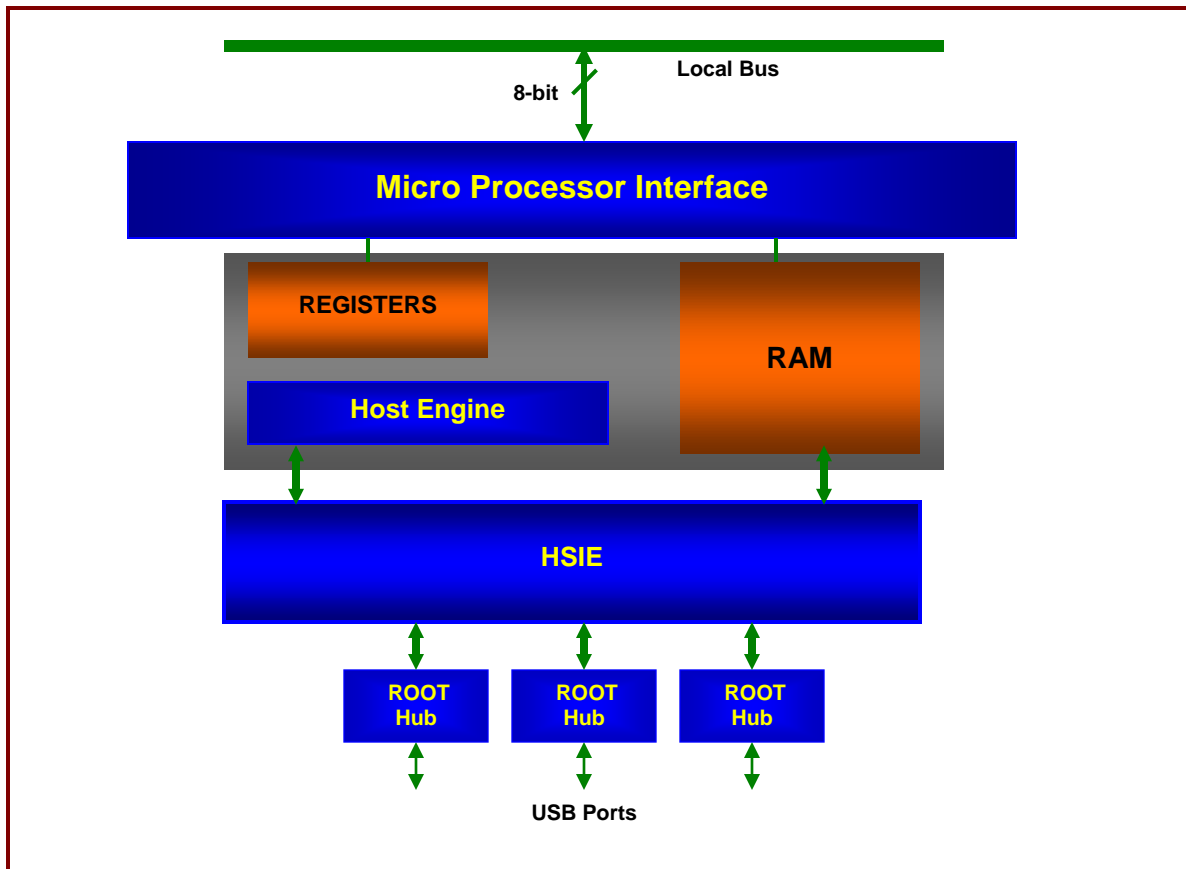 Local Bus
8-bit
Micro Processor Interface
REGISTERS
RAM
Host Engine
HSIE
ROOT
Hub
ROOT
Hub
ROOT
Hub
USB Ports